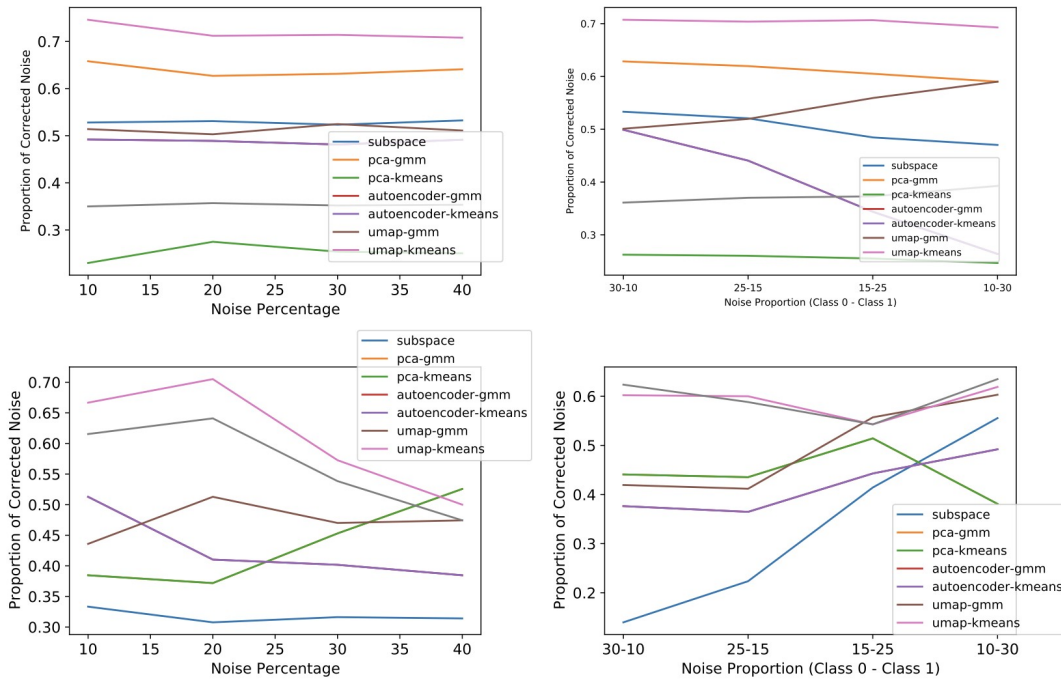 0.7
0.6
0.5
0.4
0.3
Proportion of Corrected Noise
10 15 20 25 30 35 40
Noise Percentage
subspace
pca-gmm
pca-kmeans
autoencoder-gmm
autoencoder-kmeans
umap-gmm
umap-kmeans
0.7
0.6
0.5
0.4
0.3
Proportion of Corrected Noise
30-10 25-15 15-25 10-30
Noise Proportion (Class 0 - Class 1)
subspace
pca-gmm
pca-kmeans
autoencoder-gmm
autoencoder-kmeans
umap-gmm
umap-kmeans
0.70
0.65
0.60
0.55
0.50
0.45
0.40
0.35
0.30
Proportion of Corrected Noise
10 15 20 25 30 35 40
Noise Percentage
subspace
pca-gmm
pca-kmeans
autoencoder-gmm
autoencoder-kmeans
umap-gmm
umap-kmeans
0.6
0.5
0.4
0.3
0.2
Proportion of Corrected Noise
30-10 25-15 15-25 10-30
Noise Proportion (Class 0 - Class 1)
subspace
pca-gmm
pca-kmeans
autoencoder-gmm
autoencoder-kmeans
umap-gmm
umap-kmeans